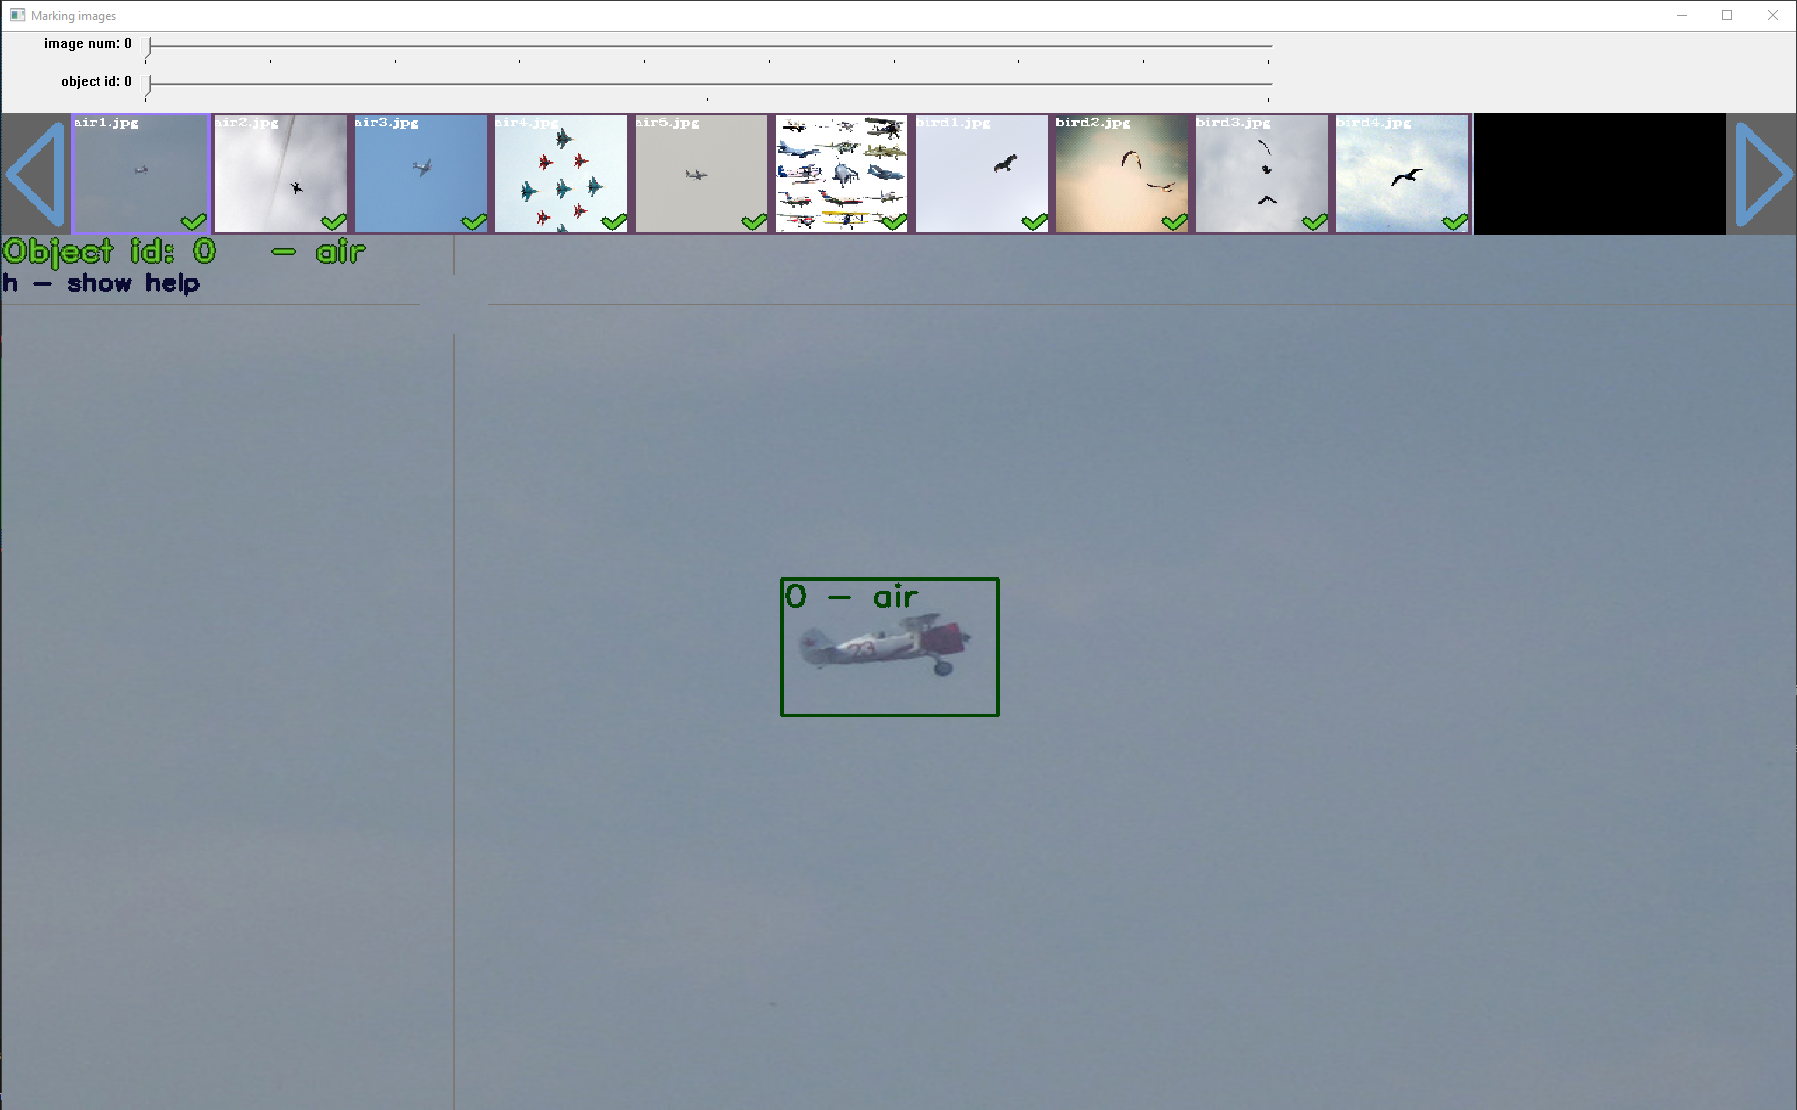 Marking images
image num: 0
object id: 0
air1.jpg
air2.jpg
air3.jpg
air4.jpg
air5.jpg
bird1.jpg
bird2.jpg
bird3.jpg
bird4.jpg
Object id: 0 - air
h - show help
0 - air
73